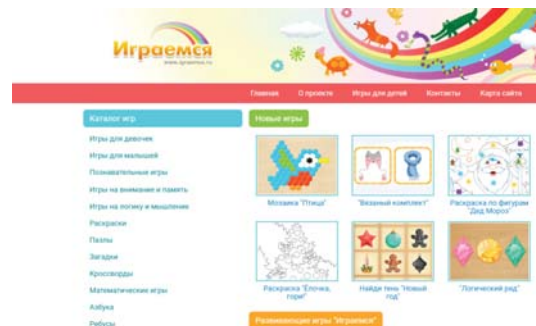 Играемся
www.igraemsa.ru
Главная О проекте Игры для детей Контакты Карта сайта
Каталог игр
Игры для девочек
Игры для малышей
Познавательные игры
Игры на внимание и память
Игры на логику и мышление
Раскраски
Пазлы
Загадки
Кроссворды
Математические игры
Азбука
Ребусы
Новые игры
Мозаика "Птица"
"Вязаный комплект"
Раскраска по фигурам
"Дед Мороз"
Раскраска "Ёлочка,
гори!"
Найди тень "Новый
год"
"Логический ряд"
Развивающие игры "Играемся"